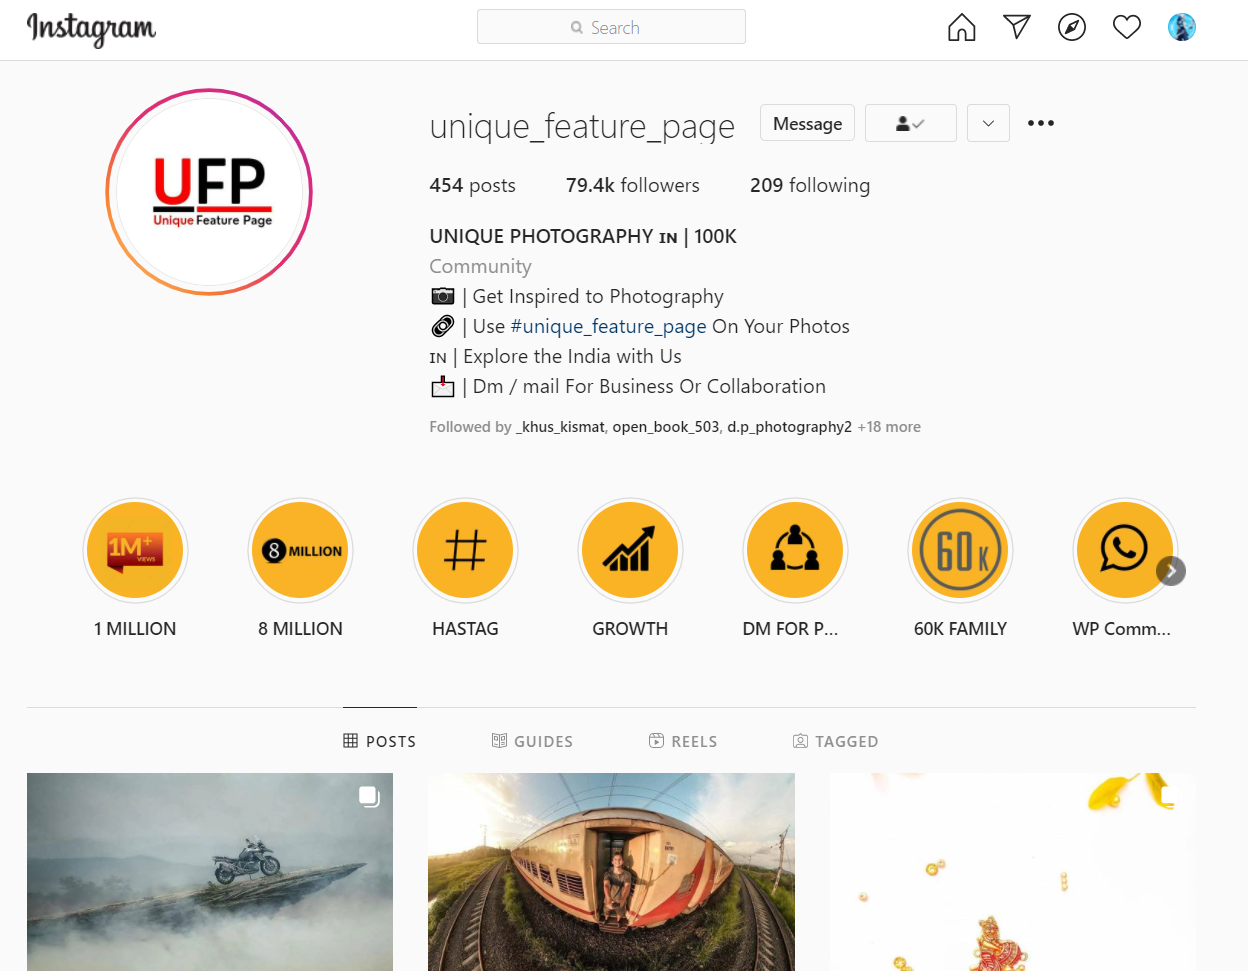 Instagram
Search
UFP
Unique Feature Page
unique_feature_page
Message
454 posts
79.4k followers
209 following
UNIQUE PHOTOGRAPHY ɪɴ | 100K
Community
📷 | Get Inspired to Photography
📎 | Use #unique_feature_page On Your Photos
ɪɴ | Explore the India with Us
📩 | Dm / mail For Business Or Collaboration
Followed by _khus_kismat, open_book_503, d.p_photography2 +18 more
1M+
VIEWS
8 MILLION
#
60K
1 MILLION
8 MILLION
HASTAG
GROWTH
DM FOR P...
60K FAMILY
WP Comm...
POSTS
GUIDES
REELS
TAGGED